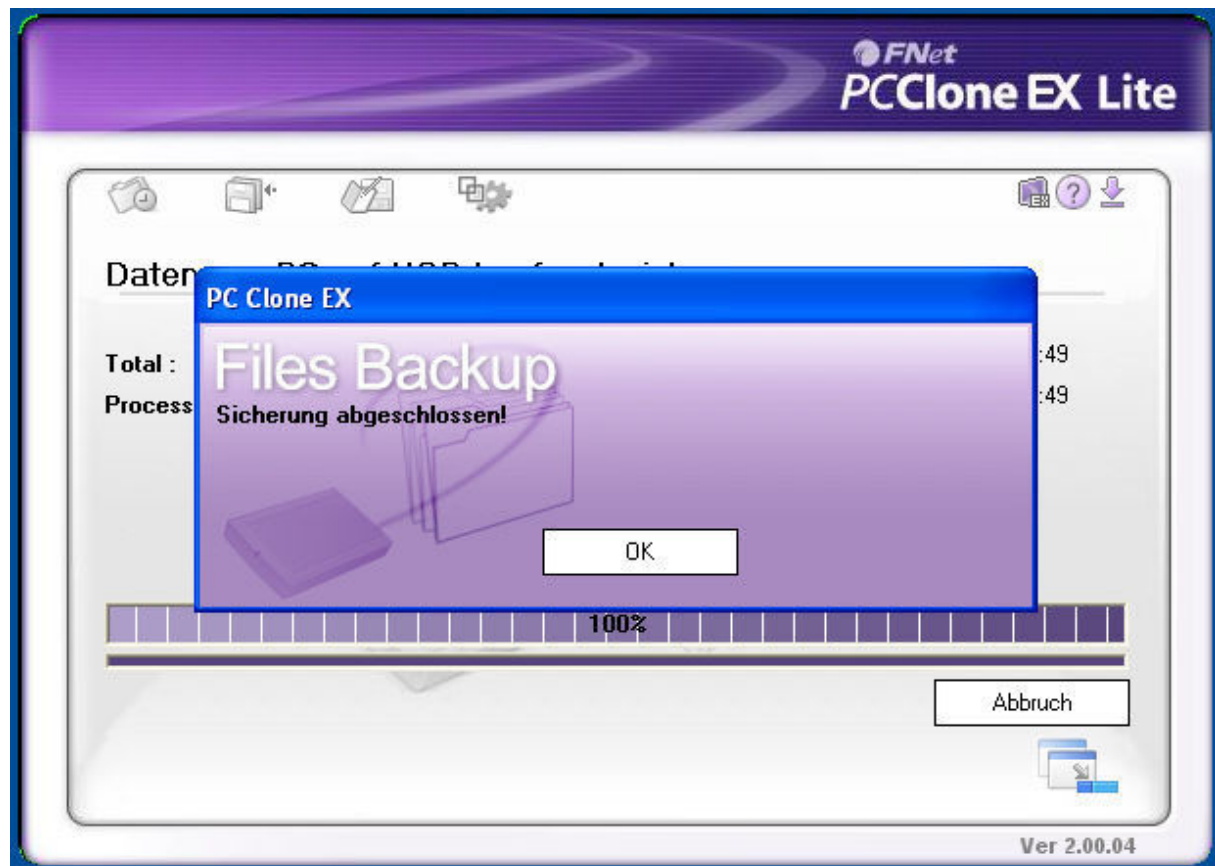 FNet
PCClone EX Lite
EX
?
Daten
PC Clone EX
Files Backup
Sicherung abgeschlossen!
Total :
:49
Process
:49
OK
100%
Abbruch
Ver 2.00.04